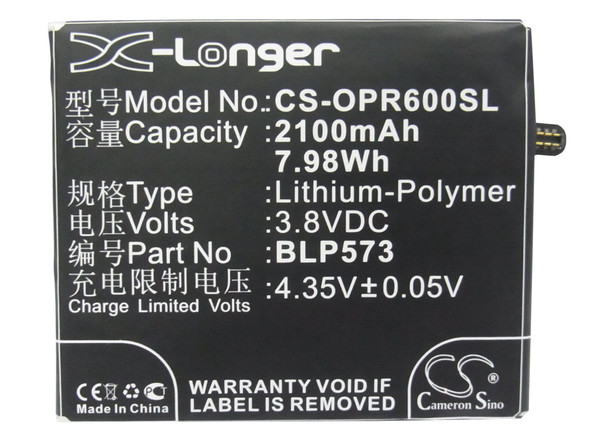 X-Longer
型号Model No.:CS-OPR600SL
容量Capacity :2100mAh
7.98Wh
规格Type :Lithium-Polymer
电压Volts :3.8VDC
编号Part No :BLP573
充电限制电压 :4.35V±0.05V
Charge Limited Volts
CE
Made In China
WARRANTY VOID IF
LABEL IS REMOVED
CS
®
Cameron Sino